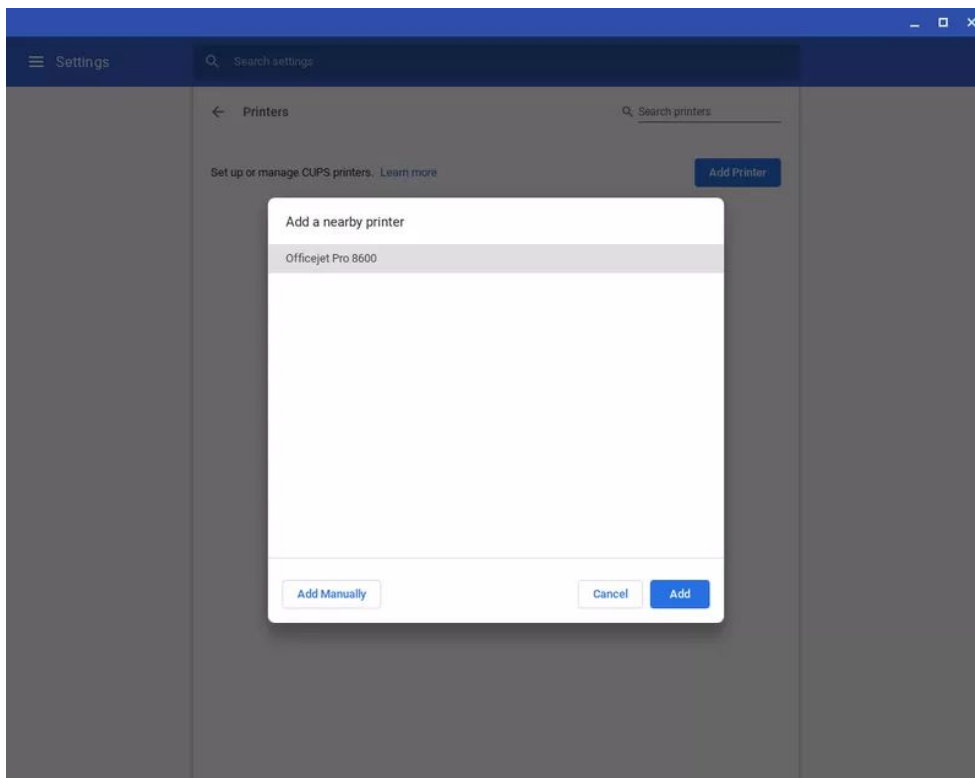 Settings
Search settings
Printers
Search printers
Set up or manage CUPS printers. Learn more
Add Printer
Add a nearby printer
Officejet Pro 8600
Add Manually
Cancel
Add